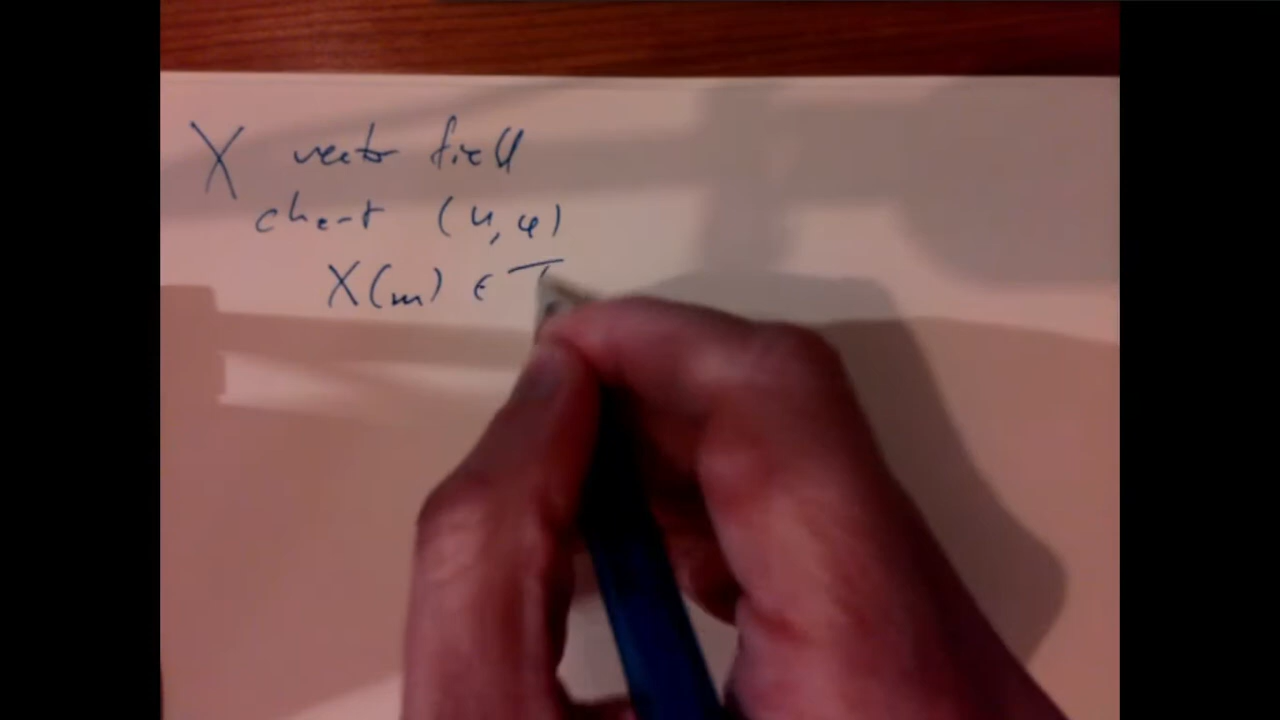 X vector field
chart (U, φ)
X(m) ∈ T